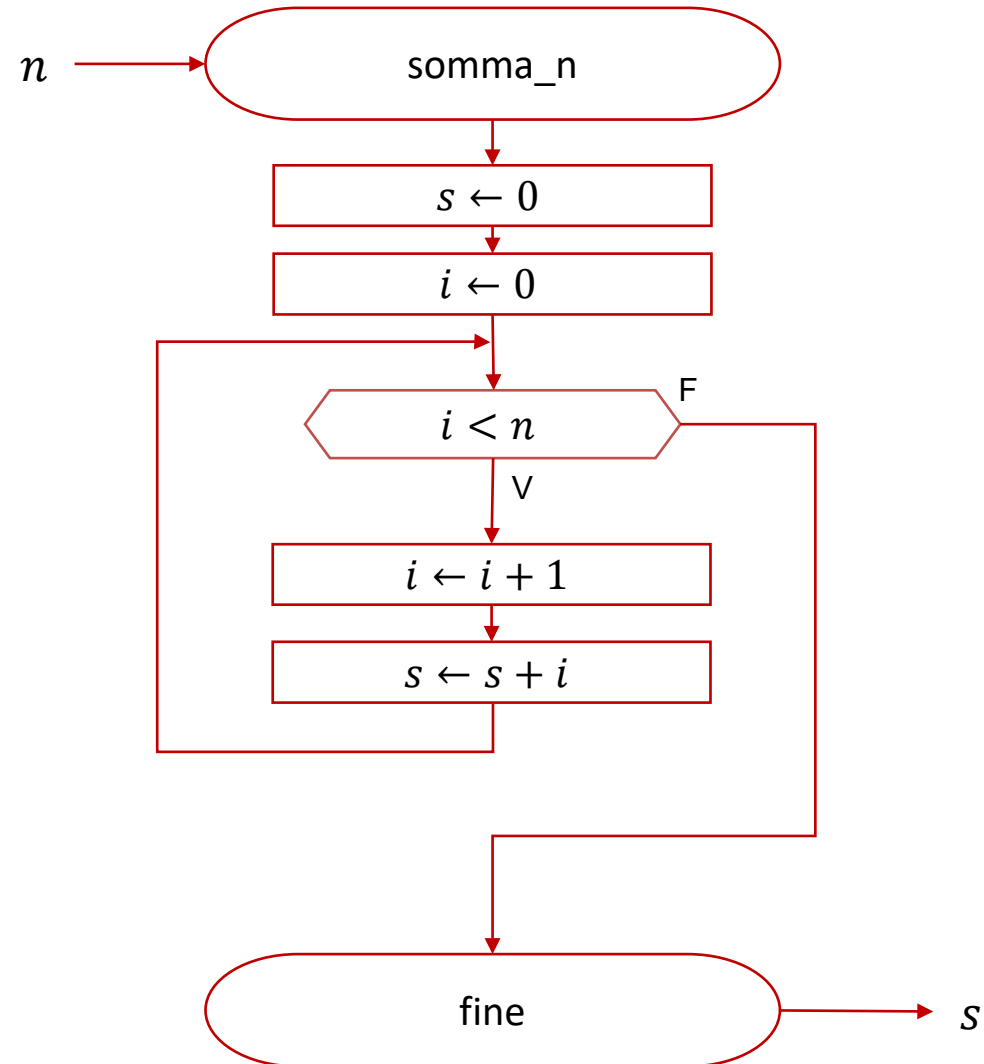 n
somma_n
s ← 0
i ← 0
i < n
F
V
i ← i + 1
s ← s + i
fine
s